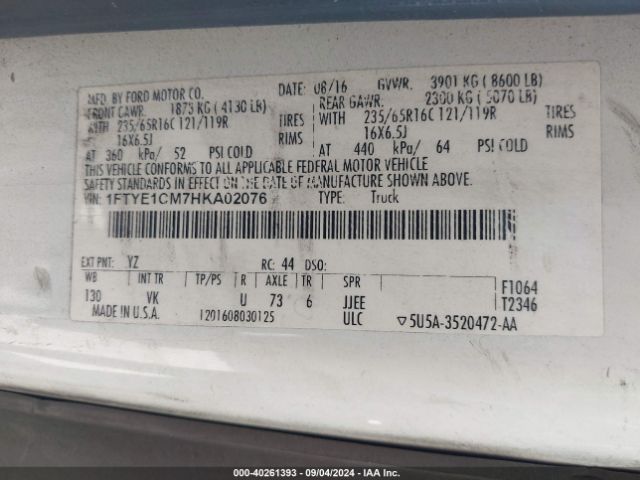 MFD. BY FORD MOTOR CO. DATE: 08/16 GVWR. 3901 KG ( 8600 LB)
FRONT GAWR. 1873 KG ( 4130 LB) REAR GAWR: 2300 KG ( 5070 LB)
WITH 235/65R16C 121/119R TIRES WITH 235/65R16C 121/119R TIRES
16X6.5J RIMS 16X6.5J RIMS
AT 360 kPa/ 52 PSI COLD AT 440 kPa/ 64 PSI COLD
THIS VEHICLE CONFORMS TO ALL APPLICABLE FEDERAL MOTOR VEHICLE
SAFETY STANDARDS IN EFFECT ON THE DATE OF MANUFACTURE SHOWN ABOVE.
VIN: 1FTYE1CM7HKA02076 TYPE: Truck
EXT PNT: YZ RC: 44 DSO:
WB INT TR TP/PS R AXLE TR SPR F1064
130 VK U 73 6 JJEE T2346
MADE IN U.S.A. 1201608030125 ULC ▽5U5A-3520472-AA
000-40261393 - 09/04/2024 - IAA Inc.